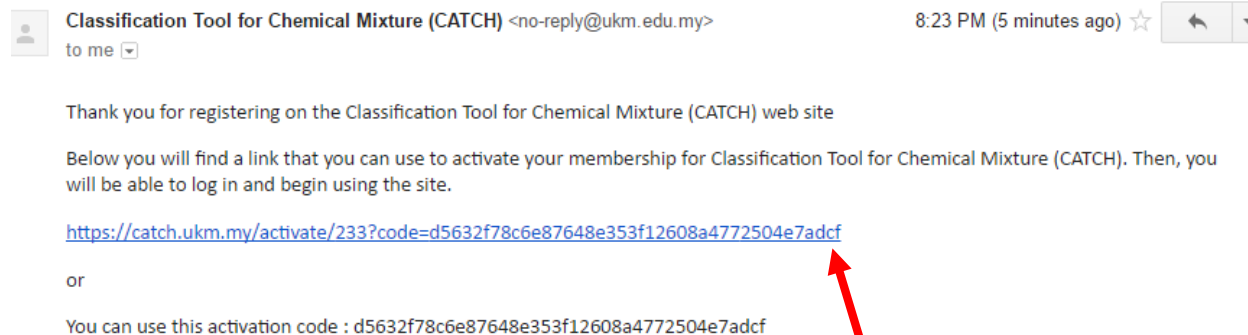 Classification Tool for Chemical Mixture (CATCH) <no-reply@ukm.edu.my> 8:23 PM (5 minutes ago)
to me
Thank you for registering on the Classification Tool for Chemical Mixture (CATCH) web site
Below you will find a link that you can use to activate your membership for Classification Tool for Chemical Mixture (CATCH). Then, you
will be able to log in and begin using the site.
https://catch.ukm.my/activate/233?code=d5632f78c6e87648e353f12608a4772504e7adcf
or
You can use this activation code : d5632f78c6e87648e353f12608a4772504e7adcf